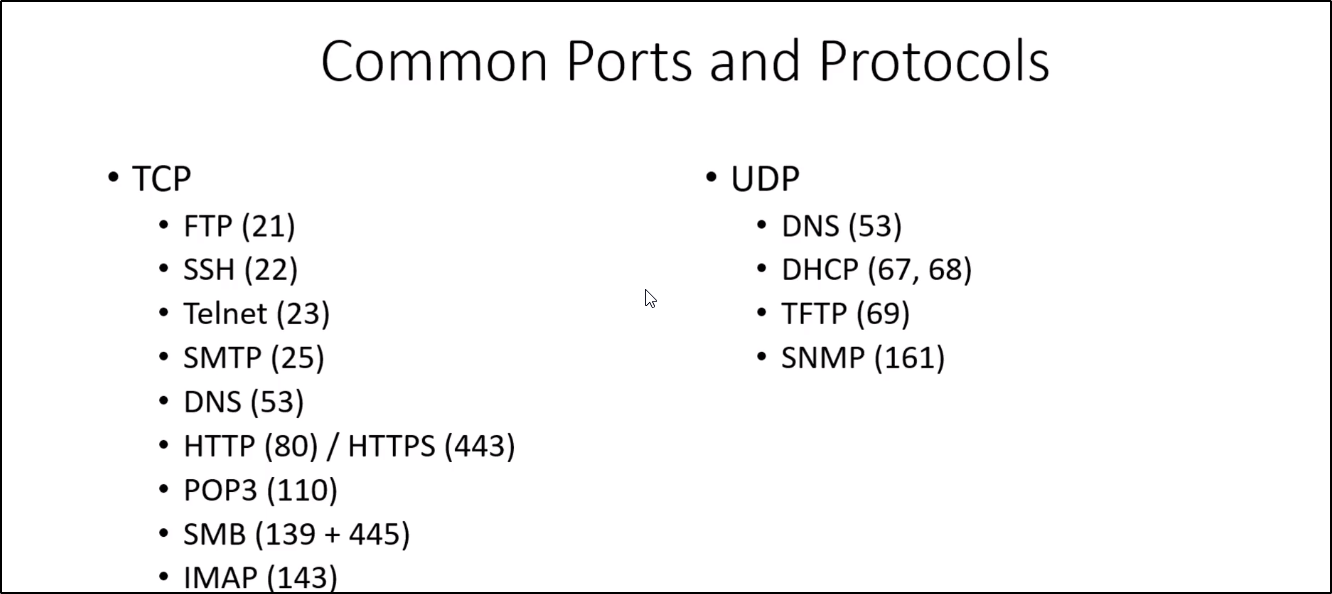 Common Ports and Protocols
• TCP
• FTP (21)
• SSH (22)
• Telnet (23)
• SMTP (25)
• DNS (53)
• HTTP (80) / HTTPS (443)
• POP3 (110)
• SMB (139 + 445)
• IMAP (143)
• UDP
• DNS (53)
• DHCP (67, 68)
• TFTP (69)
• SNMP (161)